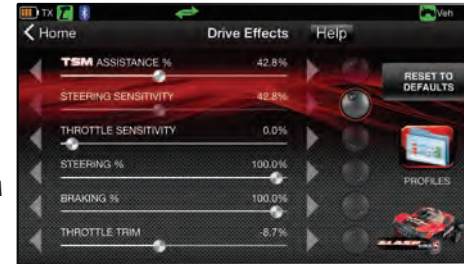 TX Veh
Home Drive Effects Help
TSM ASSISTANCE % 42.8%
STEERING SENSITIVITY 42.8%
THROTTLE SENSITIVITY 0.0%
STEERING % 100.0%
BRAKING % 100.0%
THROTTLE TRIM -8.7%
RESET TO
DEFAULTS
PROFILES
SLASH